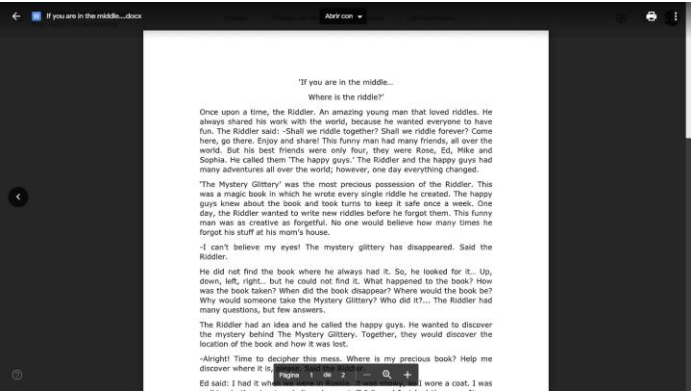 If you are in the middle....docx
Abrir con
'If you are in the middle…
Where is the riddle?'
Once upon a time, the Riddler. An amazing young man that loved riddles. He
always shared his work with the world, because he wanted everyone to have
fun. The Riddler said: -Shall we riddle together? Shall we riddle forever? Come
here, go there. Enjoy and share! This funny man had many friends, all over the
world. But his best friends were only four, they were Rose, Ed, Mike and
Sophia. He called them 'The happy guys.' The Riddler and the happy guys had
many adventures all over the world; however, one day everything changed.
'The Mystery Glittery' was the most precious possession of the Riddler. This
was a magic book in which he wrote every single riddle he created. The happy
guys knew about the book and took turns to keep it safe once a week. One
day, the Riddler wanted to write new riddles before he forgot them. This funny
man was as creative as forgetful. No one would believe how many times he
forgot his stuff at his mom's house.
-I can't believe my eyes! The mystery glittery has disappeared. Said the
Riddler.
He did not find the book where he always had it. So, he looked for it… Up,
down, left, right… but he could not find it. What happened to the book? How
was the book taken? When did the book disappear? Where would the book be?
Why would someone take the Mystery Glittery? Who did it?... The Riddler had
many questions, but few answers.
The Riddler had an idea and he called the happy guys. He wanted to discover
the mystery behind The Mystery Glittery. Together, they would discover the
location of the book and how it was lost.
-Alright! Time to decipher this mess. Where is my precious book? Help me
discover where it is, please. Said the Riddler.
Página 1 de 2
Ed said: I had it when we were in Russia. It was snowy, so I wore a coat. I was